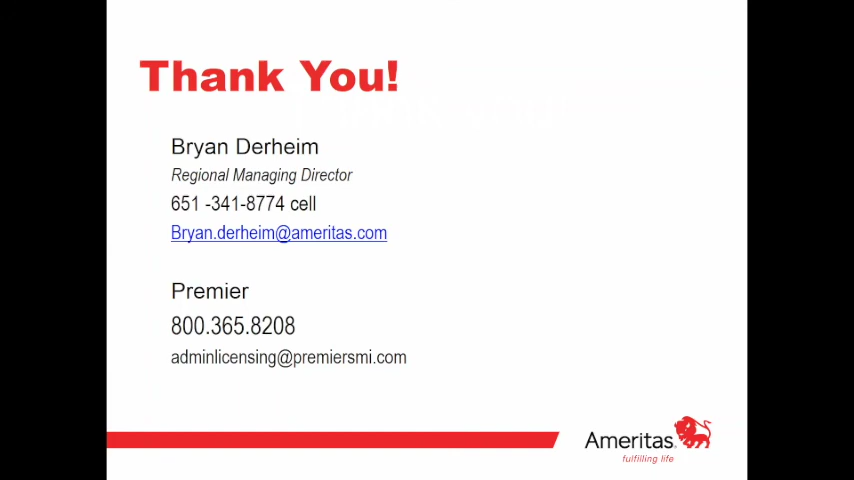 Thank You!
Bryan Derheim
Regional Managing Director
651 -341-8774 cell
Bryan.derheim@ameritas.com
Premier
800.365.8208
adminlicensing@premiersmi.com
Ameritas
fulfilling life